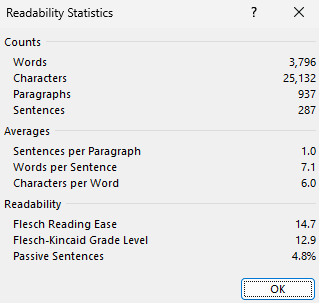 Readability Statistics ? ×
Counts
Words 3,796
Characters 25,132
Paragraphs 937
Sentences 287
Averages
Sentences per Paragraph 1.0
Words per Sentence 7.1
Characters per Word 6.0
Readability
Flesch Reading Ease 14.7
Flesch-Kincaid Grade Level 12.9
Passive Sentences 4.8%
OK